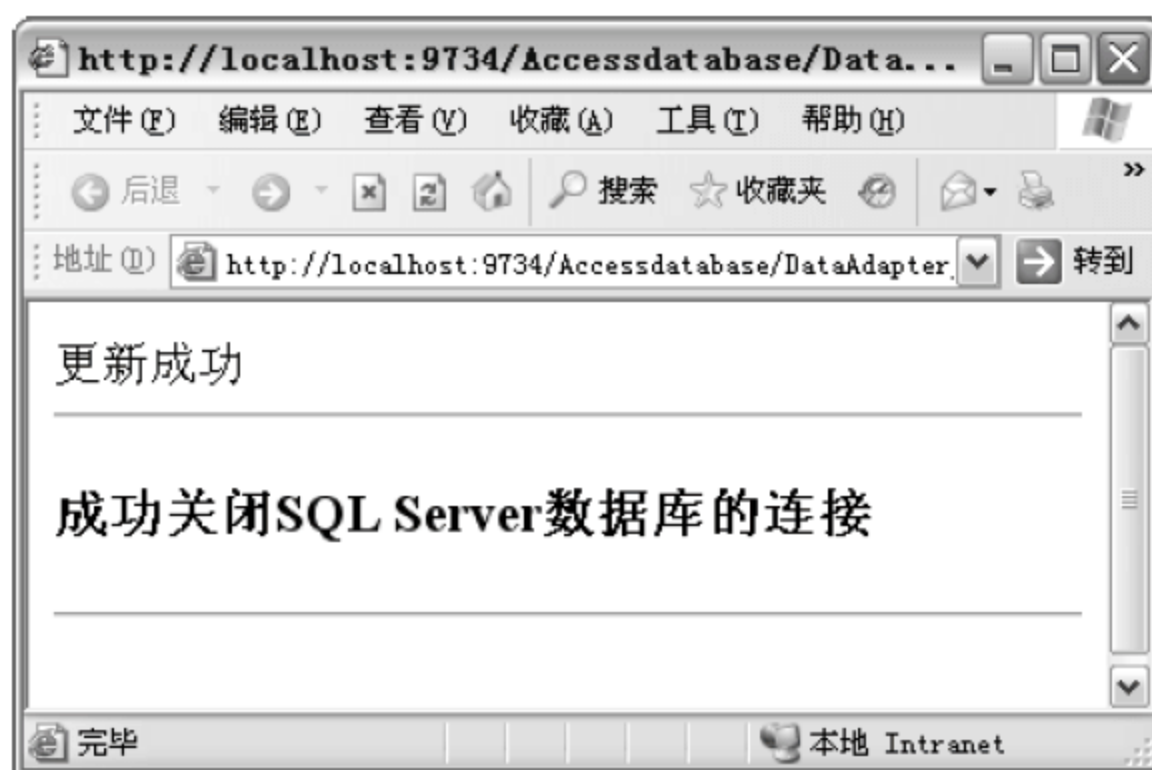 http://localhost:9734/Accessdatabase/Data...
文件(F) 编辑(E) 查看(V) 收藏(A) 工具(T) 帮助(H)
后退 搜索 收藏夹 »
地址(D) http://localhost:9734/Accessdatabase/DataAdapter_ 转到
更新成功
成功关闭SQL Server数据库的连接
完毕 本地 Intranet